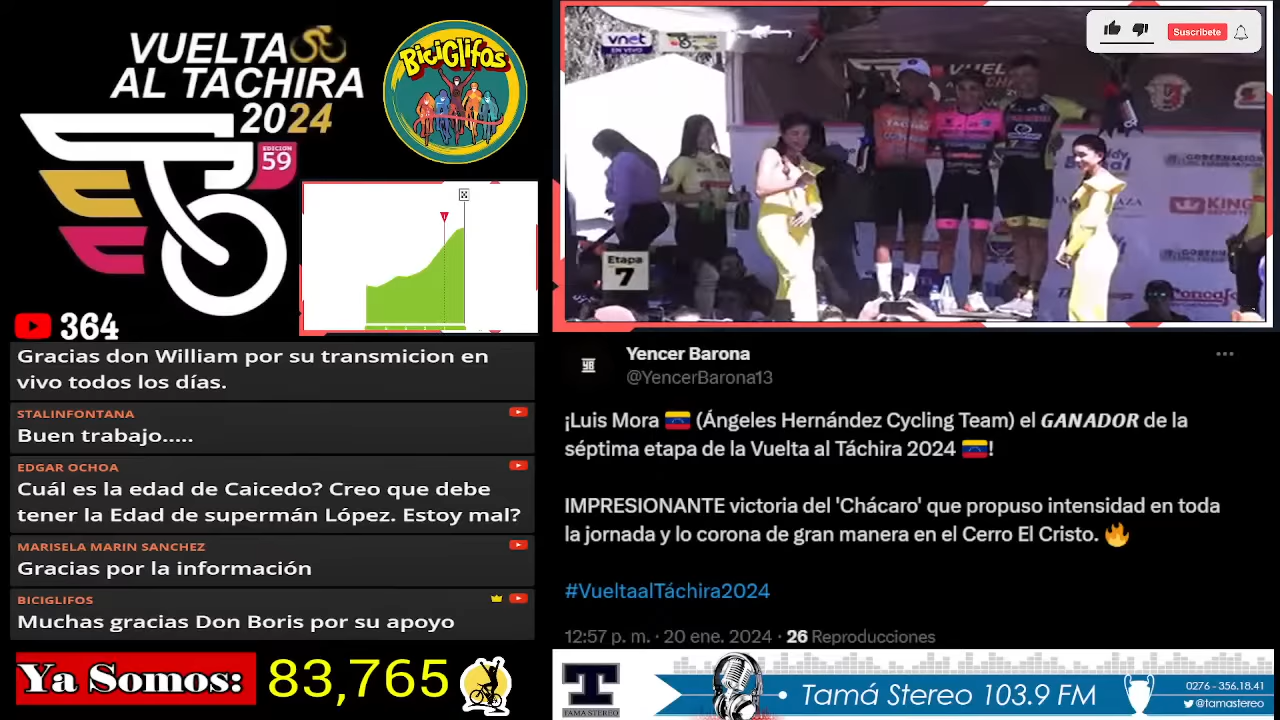 VUELTA
AL TACHIRA
2024
EDICION
59
BiciGlifos
364
Gracias don William por su transmicion en
vivo todos los días.
STALINFONTANA
Buen trabajo.....
EDGAR OCHOA
Cuál es la edad de Caicedo? Creo que debe
tener la Edad de supermán López. Estoy mal?
MARISELA MARIN SANCHEZ
Gracias por la información
BICIGLIFOS
Muchas gracias Don Boris por su apoyo
Ya Somos: 83,765
vnet
EN VIVO
Suscríbete
Etapa
7
GOBERNACIÓN
KING
Yencer Barona
@YencerBarona13
¡Luis Mora 🇻🇪 (Ángeles Hernández Cycling Team) el GANADOR de la
séptima etapa de la Vuelta al Táchira 2024 🇻🇪!
IMPRESIONANTE victoria del 'Chácaro' que propuso intensidad en toda
la jornada y lo corona de gran manera en el Cerro El Cristo. 🔥
#VueltaalTáchira2024
12:57 p. m. · 20 ene. 2024 · 26 Reproducciones
T
TAMA STEREO
Tamá Stereo 103.9 FM
0276 - 356.18.41
@tamastereo